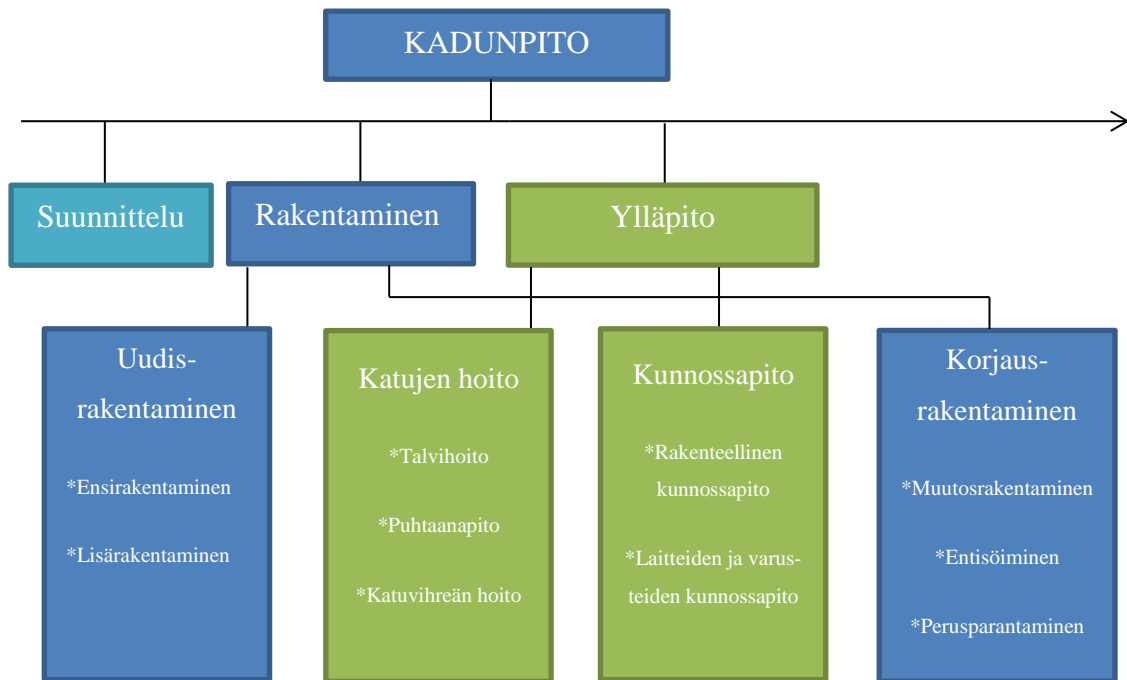 KADUNPITO
Suunnittelu
Rakentaminen
Ylläpito
Uudis-
rakentaminen
*Ensirakentaminen
*Lisärakentaminen
Katujen hoito
*Talvihoito
*Puhtaanapito
*Katuvihreän hoito
Kunnossapito
*Rakenteellinen
kunnossapito
*Laitteiden ja varus-
teiden kunnossapito
Korjaus-
rakentaminen
*Muutosrakentaminen
*Entisöiminen
*Perusparantaminen